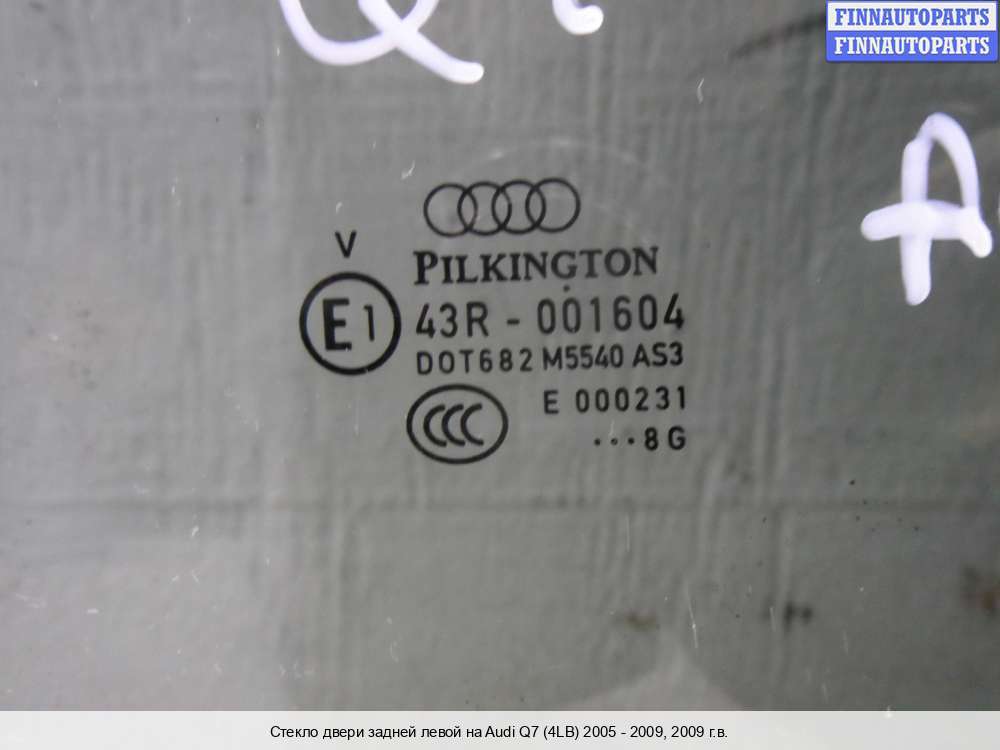 FINNAUTOPARTS
FINNAUTOPARTS
A
V
PILKINGTON
E1 43R - 001604
DOT682 M5540 AS3
CCC E 000231
...8 G
Стекло двери задней левой на Audi Q7 (4LB) 2005 - 2009, 2009 г.в.